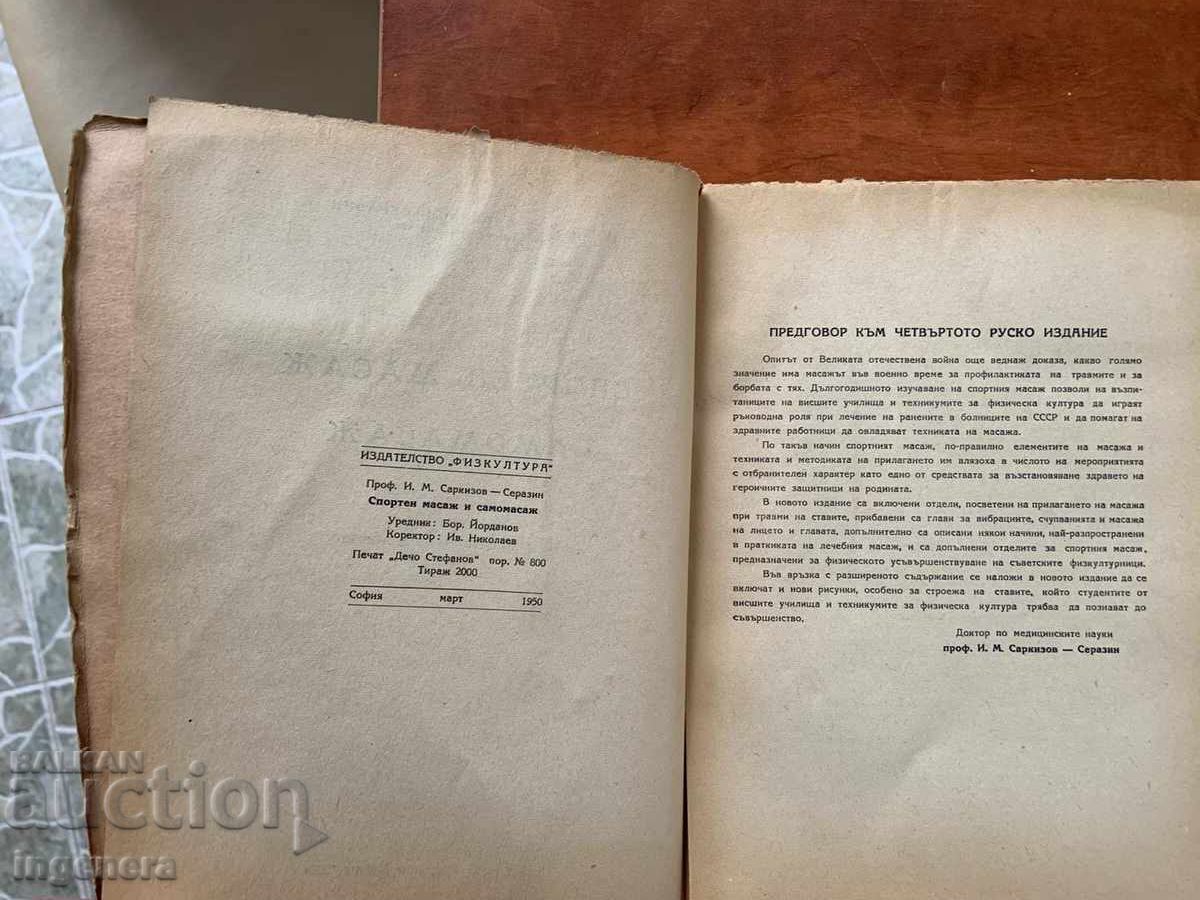 ИЗДАТЕЛСТВО „ФИЗКУЛТУРА“
Проф. И. М. Саркизов—Серазин
Спортен масаж и самомасаж
Уредник: Бор. Йорданов
Коректор: Ив. Николаев
Печат „Дечо Стефанов“ пор. № 800
Тираж 2000
София март 1950
ПРЕДГОВОР КЪМ ЧЕТВЪРТОТО РУСКО ИЗДАНИЕ
Опитът от Великата отечествена война още веднаж доказа, какво голямо
значение има масажът във военно време за профилактиката на травмите и за
борбата с тях. Дългогодишното изучаване на спортния масаж позволи на възпи-
таниците на висшите училища и техникумите за физическа култура да играят
ръководна роля при лечение на ранените в болниците на СССР и да помагат на
здравните работници да овладяват техниката на масажа.
По такъв начин спортният масаж, по-правилно елементите на масажа и
техниката и методиката на прилагането им влязоха в числото на мероприятията
с отбранителен характер като едно от средствата за възстановяване здравето на
героичните защитници на родината.
В новото издание са включени отдели, посветени на прилагането на масажа
при травми на ставите, прибавени са глави за вибрациите, счупванията и масажа
на лицето и главата, допълнително са описани някои начини, най-разпространени
в праткиката на лечебния масаж, и са допълнени отделите за спортния масаж,
предназначени за физическото усъвършенствуване на съветските физкултурници.
Във връзка с разширеното съдържание се наложи в новото издание да се
включат и нови рисунки, особено за строежа на ставите, който студентите от
висшите училища и техникумите за физическа култура трябва да познават до
съвършенство.
Доктор по медицинските науки
проф. И. М. Саркизов — Серазин
BALKAN
auction
ingénera